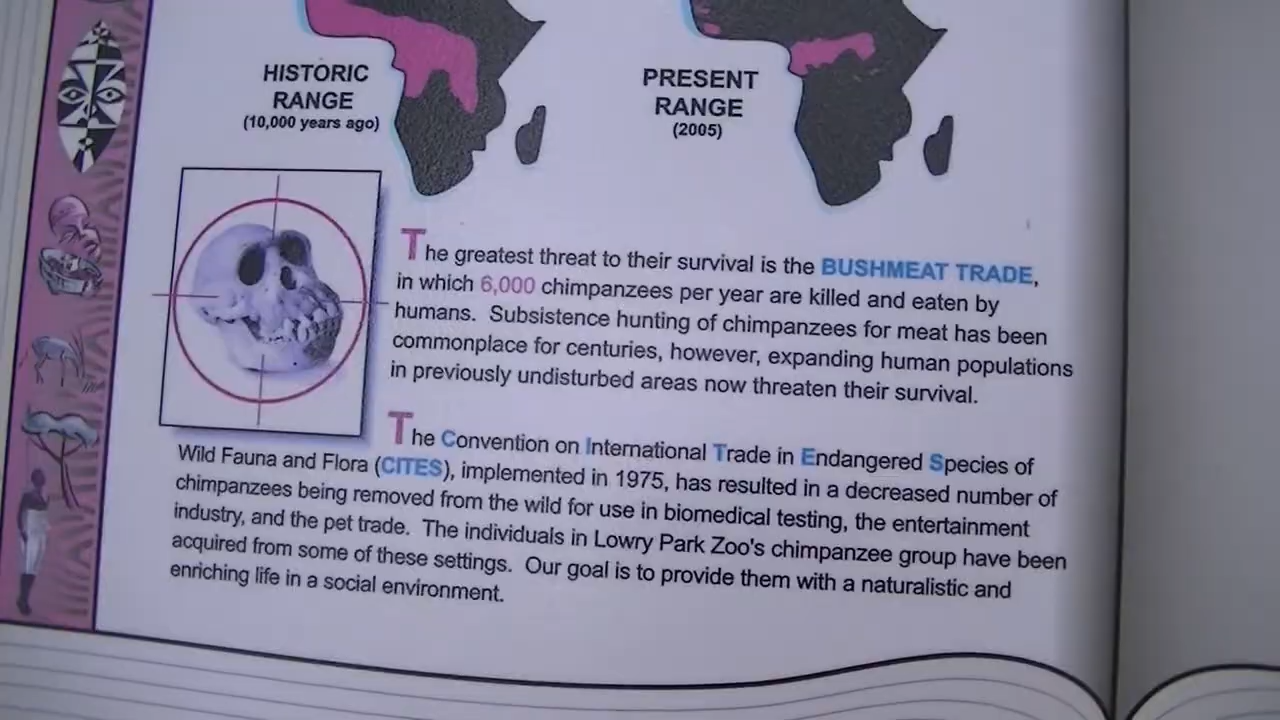 HISTORIC
RANGE
(10,000 years ago)
PRESENT
RANGE
(2005)
The greatest threat to their survival is the BUSHMEAT TRADE,
in which 6,000 chimpanzees per year are killed and eaten by
humans. Subsistence hunting of chimpanzees for meat has been
commonplace for centuries, however, expanding human populations
in previously undisturbed areas now threaten their survival.
The Convention on International Trade in Endangered Species of
Wild Fauna and Flora (CITES), implemented in 1975, has resulted in a decreased number of
chimpanzees being removed from the wild for use in biomedical testing, the entertainment
industry, and the pet trade. The individuals in Lowry Park Zoo's chimpanzee group have been
acquired from some of these settings. Our goal is to provide them with a naturalistic and
enriching life in a social environment.